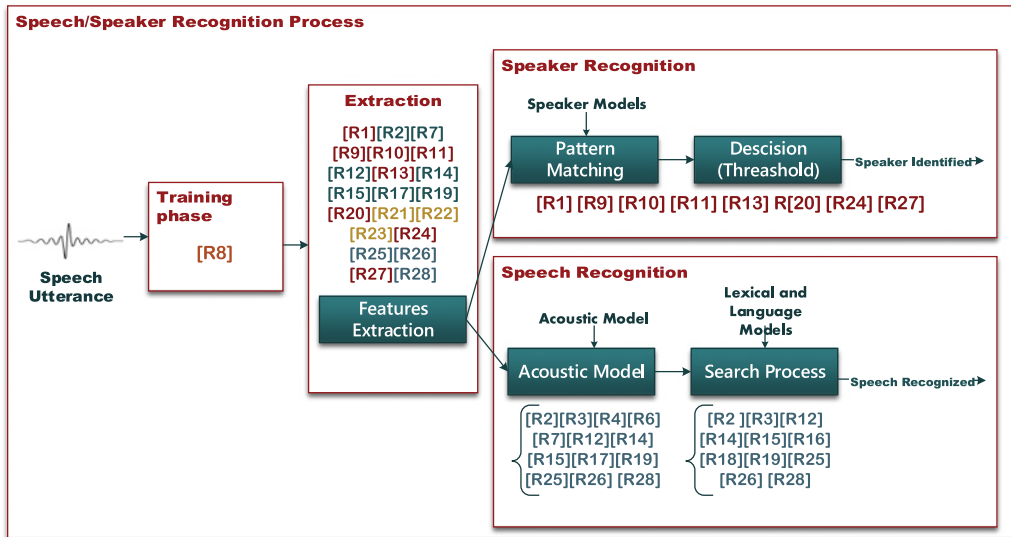 Speech/Speaker Recognition Process
Speech
Utterance
Training
phase
[R8]
Extraction
[R1][R2][R7]
[R9][R10][R11]
[R12][R13][R14]
[R15][R17][R19]
[R20][R21][R22]
[R23][R24]
[R25][R26]
[R27][R28]
Features
Extraction
Speaker Recognition
Speaker Models
Pattern
Matching
Descision
(Threashold)
Speaker Identified
[R1] [R9] [R10] [R11] [R13] R[20] [R24] [R27]
Speech Recognition
Acoustic Model
Lexical and
Language
Models
Acoustic Model
Search Process
Speech Recognized
[R2][R3][R4][R6]
[R7][R12][R14]
[R15][R17][R19]
[R25][R26] [R28]
[R2 ][R3][R12]
[R14][R15][R16]
[R18][R19][R25]
[R26] [R28]